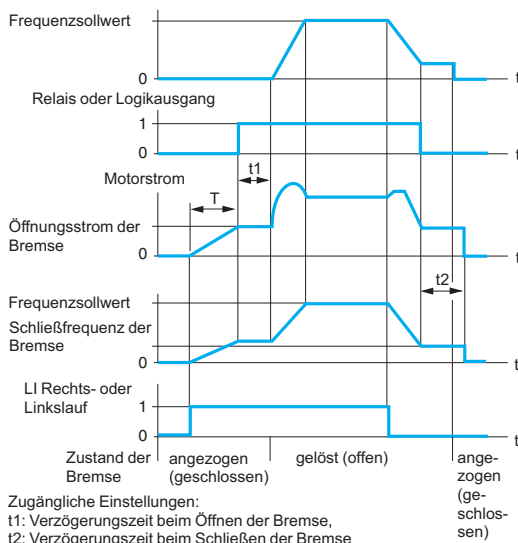 Frequenzsollwert
0
t
Relais oder Logikausgang
1
0
t
t1
Motorstrom
T
Öffnungsstrom der
Bremse
0
t
t2
Frequenzsollwert
Schließfrequenz der
Bremse
0
t
LI Rechts- oder
Linkslauf
1
0
t
Zustand der
Bremse
angezogen
(geschlossen)
gelöst (offen)
ange-
zogen
(ge-
schlos-
sen)
Zugängliche Einstellungen:
t1: Verzögerungszeit beim Öffnen der Bremse,
t2: Verzögerungszeit beim Schließen der Bremse